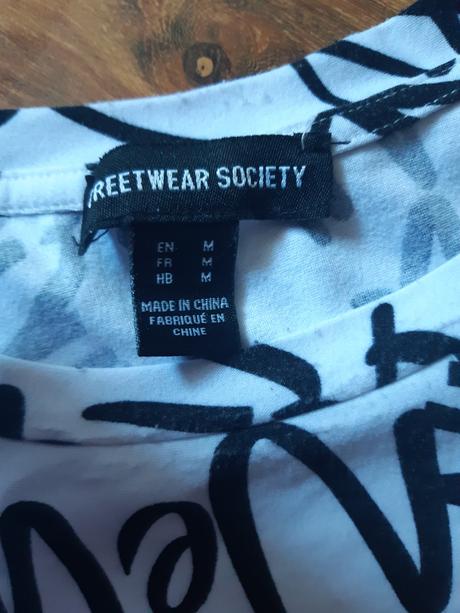 REETWEAR SOCIETY
EN M
FR M
HB M
MADE IN CHINA
FABRIQUÉ EN
CHINE